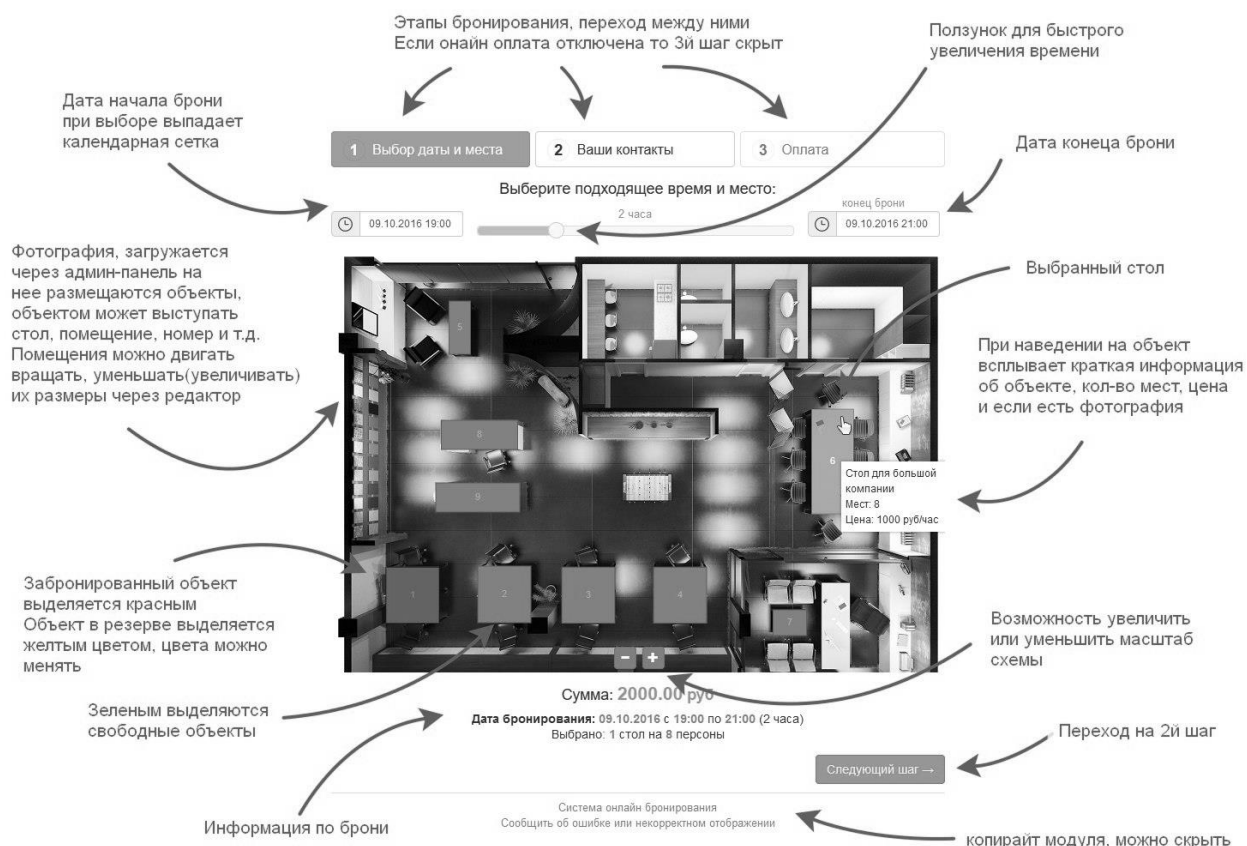 Этапы бронирования, переход между ними
Если онайн оплата отключена то 3й шаг скрыт
Ползунок для быстрого
увеличения времени
Дата начала брони
при выборе выпадает
календарная сетка
1 Выбор даты и места
2 Ваши контакты
3 Оплата
Дата конеца брони
Выберите подходящее время и место:
09.10.2016 19:00
2 часа
конец брони
09.10.2016 21:00
Фотография, загружается
через админ-панель на
нее размещаются объекты,
объектом может выступать
стол, помещение, номер и т.д.
Помещения можно двигать
вращать, уменьшать(увеличивать)
их размеры через редактор
Выбранный стол
При наведении на объект
всплывает краткая информация
об объекте, кол-во мест, цена
и если есть фотография
5
8
6
9
Стол для большой
компании
Мест: 8
Цена: 1000 руб/час
1
2
3
4
7
Забронированный объект
выделяется красным
Объект в резерве выделяется
желтым цветом, цвета можно
менять
Возможность увеличить
или уменьшить масштаб
схемы
− +
Зеленым выделяются
свободные объекты
Сумма: 2000.00 руб
Дата бронирования: 09.10.2016 с 19:00 по 21:00 (2 часа)
Выбрано: 1 стол на 8 персоны
Переход на 2й шаг
Следующий шаг →
Информация по брони
Система онлайн бронирования
Сообщить об ошибке или некорректном отображении
копирайт модуля, можно скрыть